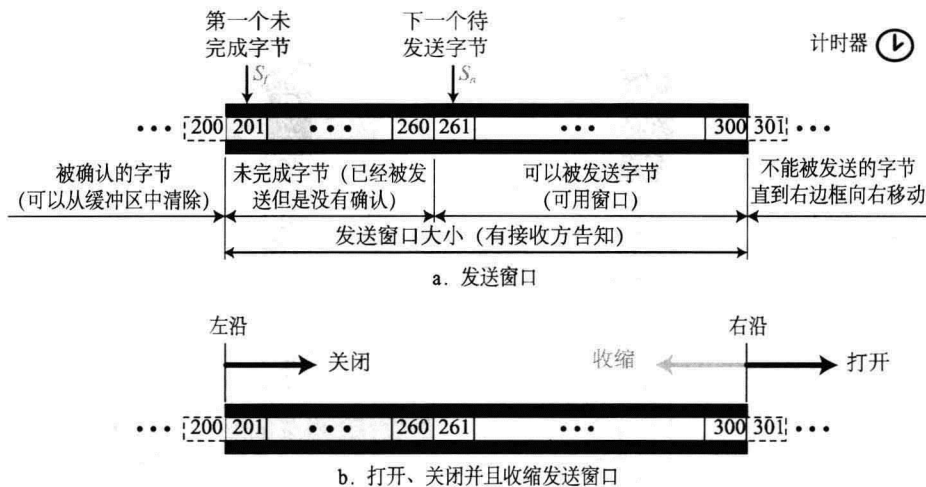 第一个未
完成字节
下一个待
发送字节
计时器
Sf
Sn
••• 200 201 ••• 260 261 ••• 300 301 •••
被确认的字节
(可以从缓冲区中清除)
未完成字节 (已经被发
送但是没有确认)
可以被发送字节
(可用窗口)
不能被发送的字节
直到右边框向右移动
发送窗口大小 (有接收方告知)
a. 发送窗口
左沿
右沿
关闭
收缩
打开
••• 200 201 ••• 260 261 ••• 300 301 •••
b. 打开、关闭并且收缩发送窗口